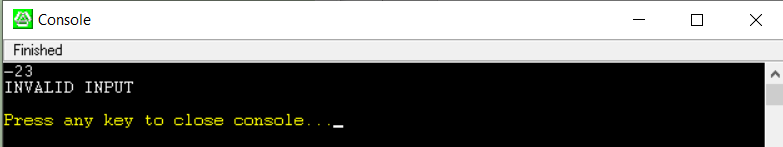 Console
Finished
-23
INVALID INPUT
Press any key to close console..._